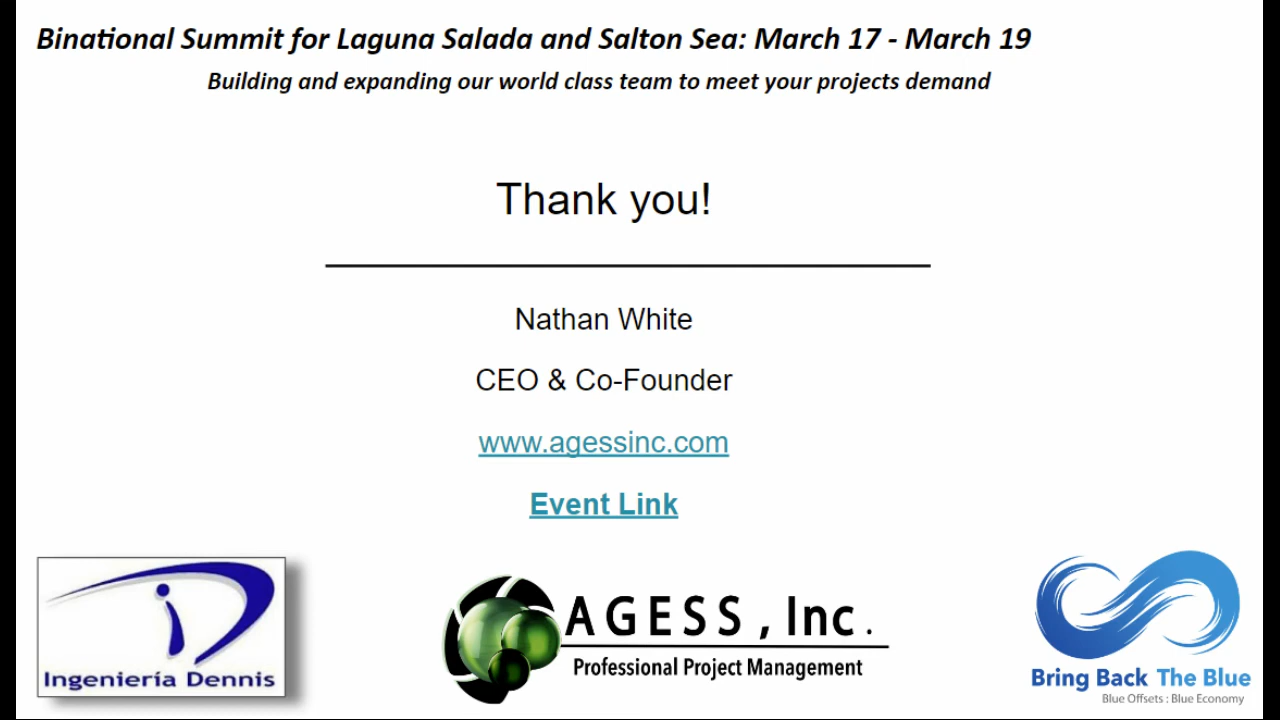 Binational Summit for Laguna Salada and Salton Sea: March 17 - March 19
Building and expanding our world class team to meet your projects demand
Thank you!
Nathan White
CEO & Co-Founder
www.agessinc.com
Event Link
Ingeniería Dennis
AGESS, Inc.
Professional Project Management
Bring Back The Blue
Blue Offsets : Blue Economy